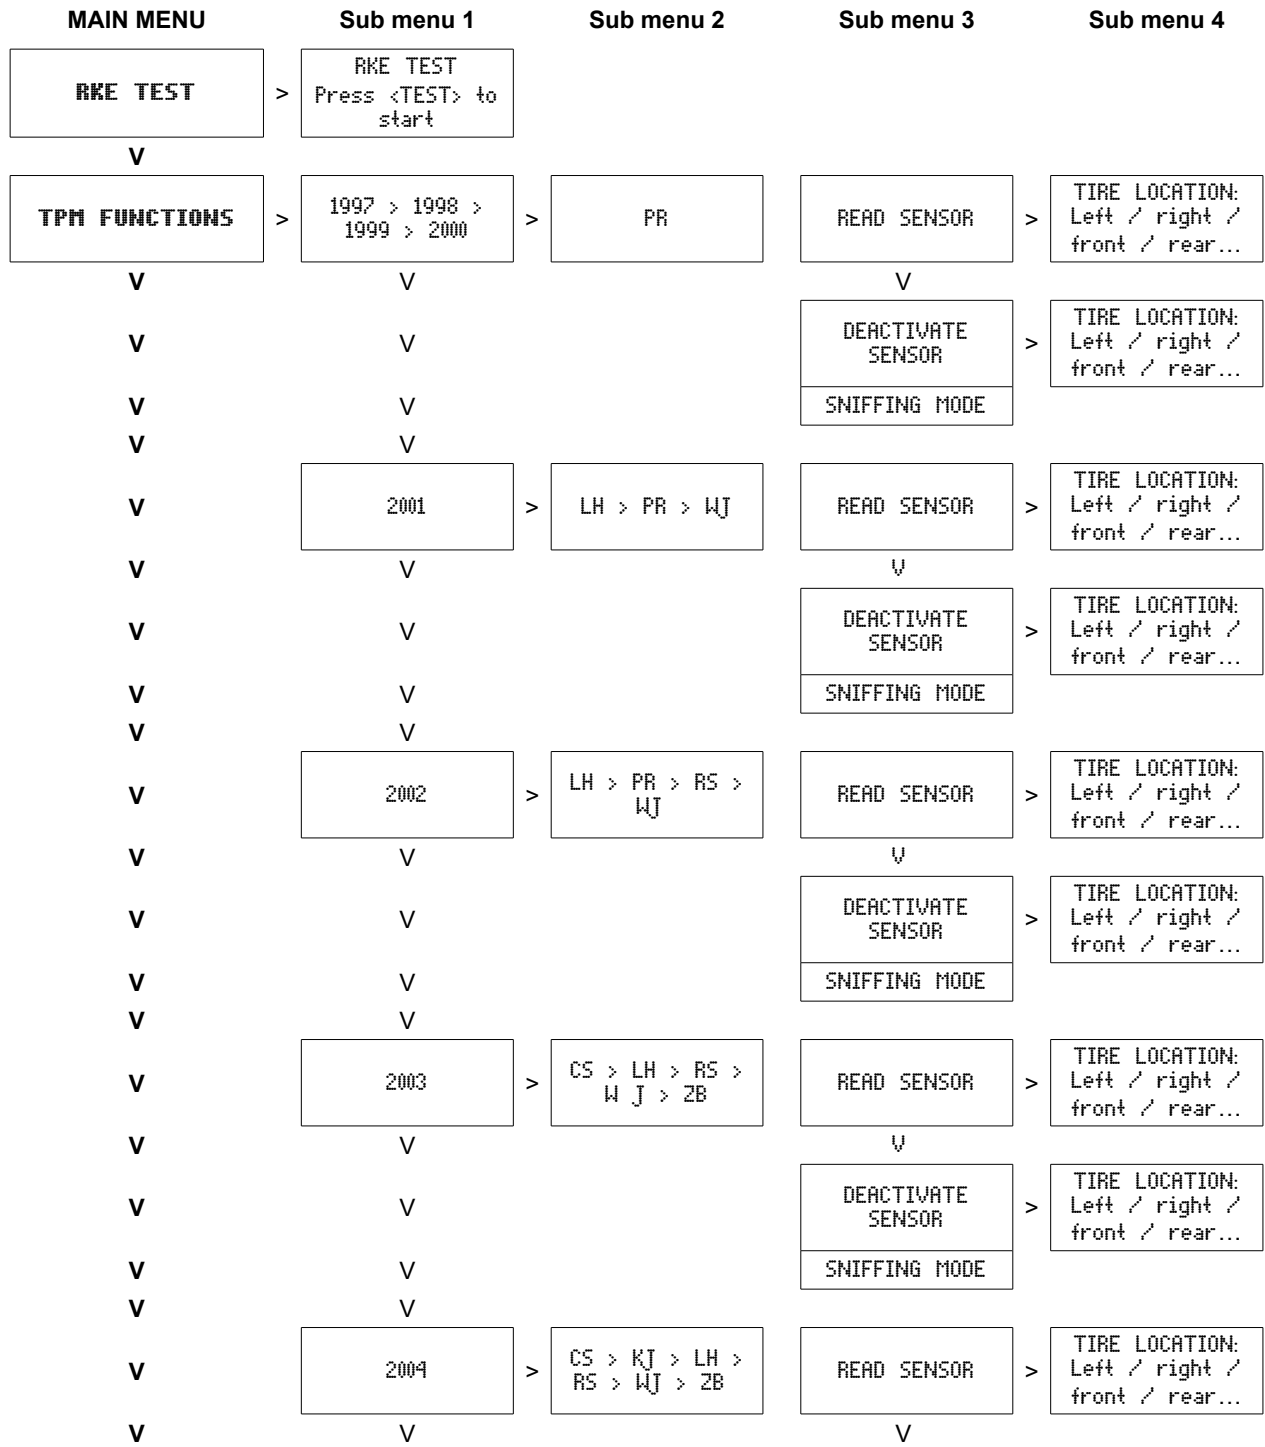 MAIN MENU Sub menu 1 Sub menu 2 Sub menu 3 Sub menu 4
RKE TEST > RKE TEST
Press <TEST> to
start
V
TPM FUNCTIONS > 1997 > 1998 >
1999 > 2000 > PR READ SENSOR > TIRE LOCATION:
Left / right /
front / rear...
V V V
V V DEACTIVATE
SENSOR > TIRE LOCATION:
Left / right /
front / rear...
V V SNIFFING MODE
V V
V 2001 > LH > PR > WJ READ SENSOR > TIRE LOCATION:
Left / right /
front / rear...
V V V
V V DEACTIVATE
SENSOR > TIRE LOCATION:
Left / right /
front / rear...
V V SNIFFING MODE
V V
V 2002 > LH > PR > RS >
WJ READ SENSOR > TIRE LOCATION:
Left / right /
front / rear...
V V V
V V DEACTIVATE
SENSOR > TIRE LOCATION:
Left / right /
front / rear...
V V SNIFFING MODE
V V
V 2003 > CS > LH > RS >
W J > ZB READ SENSOR > TIRE LOCATION:
Left / right /
front / rear...
V V V
V V DEACTIVATE
SENSOR > TIRE LOCATION:
Left / right /
front / rear...
V V SNIFFING MODE
V V
V 2004 > CS > KJ > LH >
RS > WJ > ZB READ SENSOR > TIRE LOCATION:
Left / right /
front / rear...
V V V